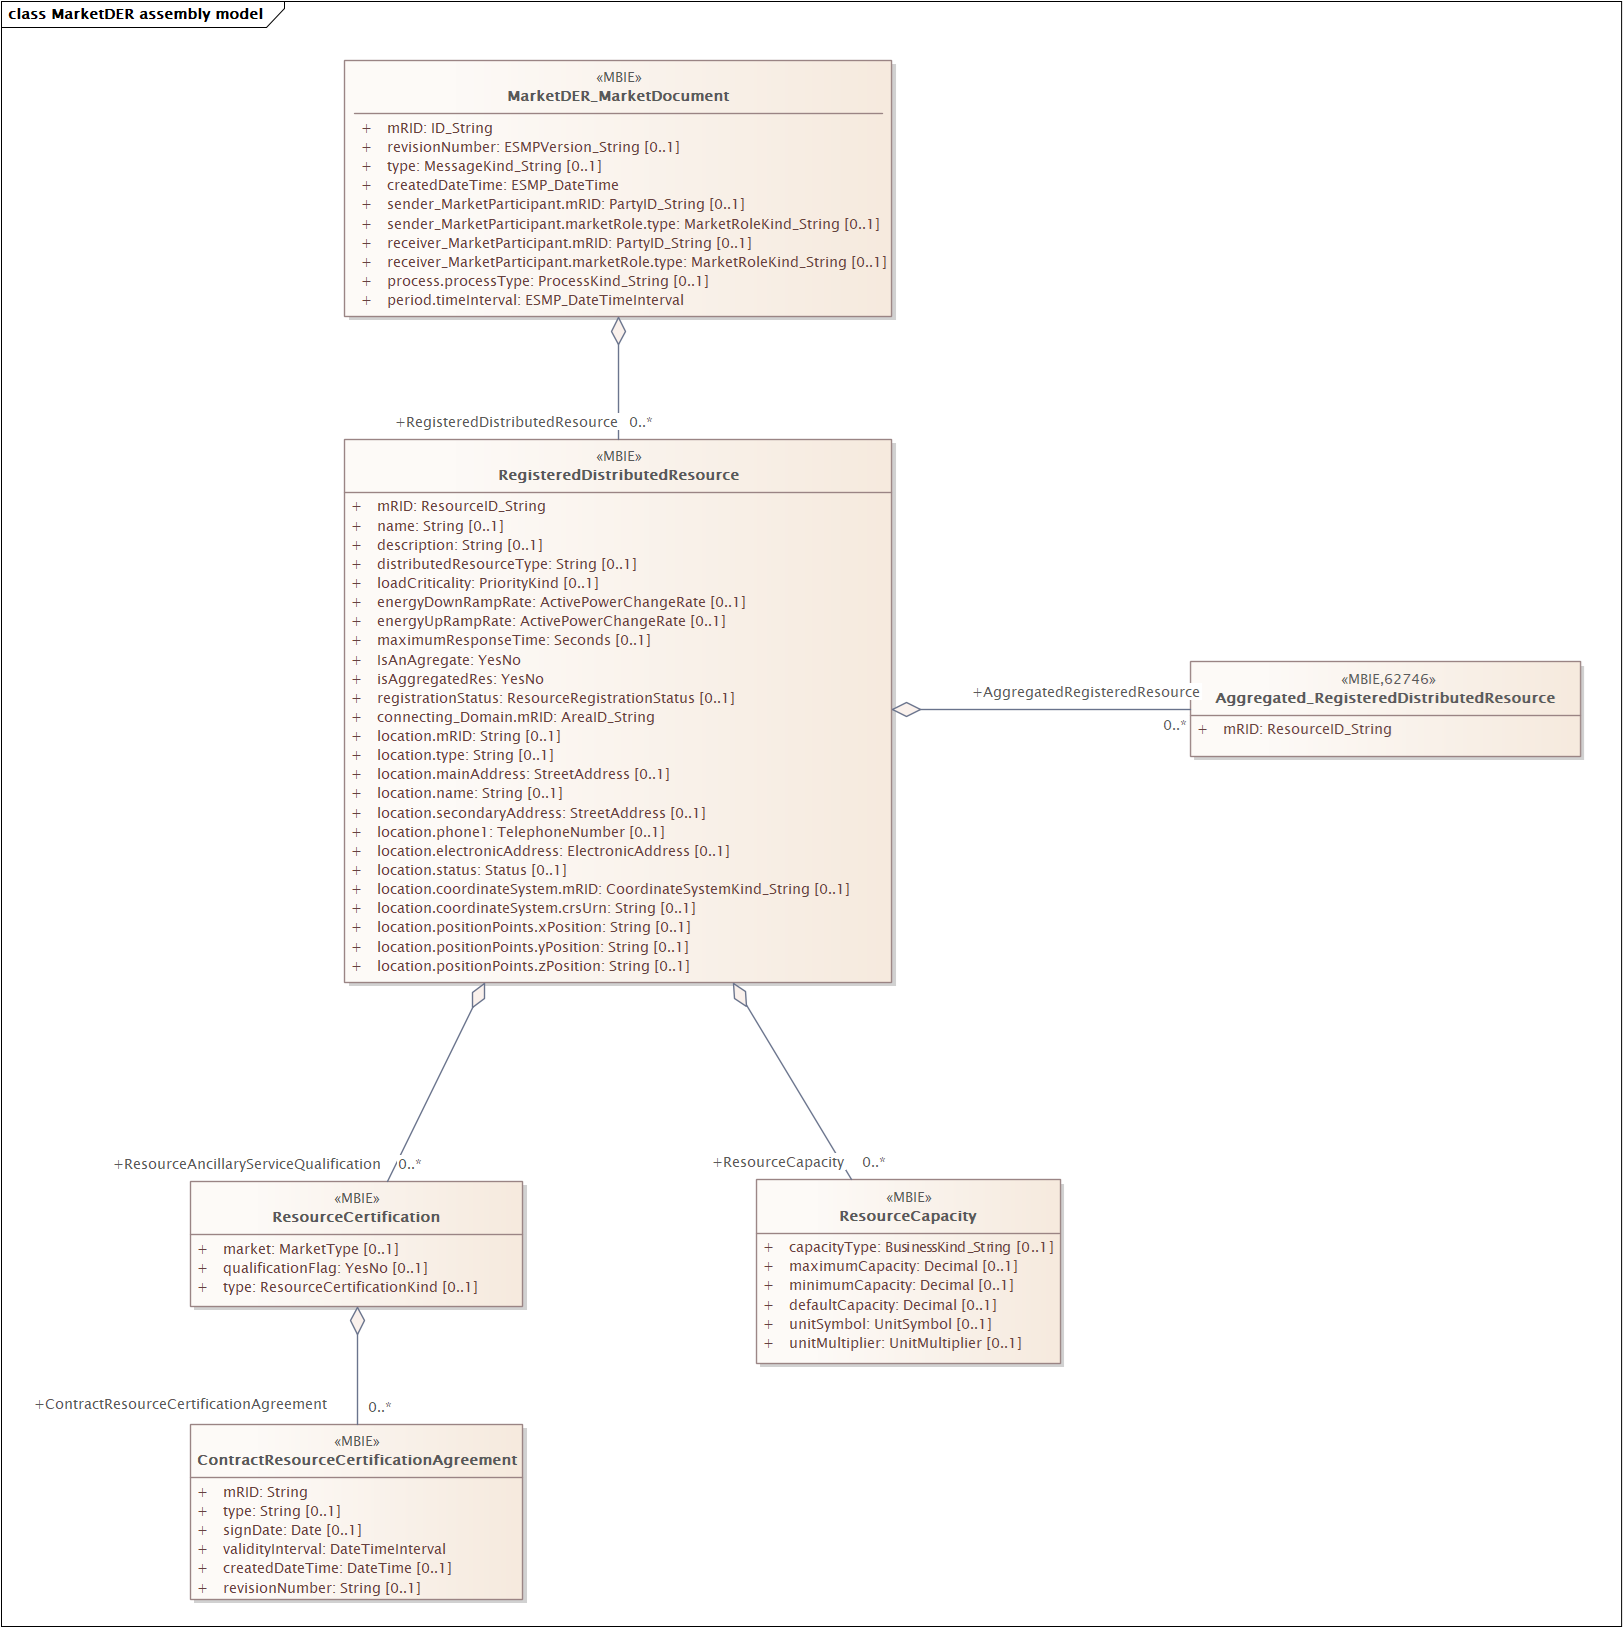 class MarketDER assembly model
«MBIE»
MarketDER_MarketDocument
+ mRID: ID_String
+ revisionNumber: ESMPVersion_String [0..1]
+ type: MessageKind_String [0..1]
+ createdDateTime: ESMP_DateTime
+ sender_MarketParticipant.mRID: PartyID_String [0..1]
+ sender_MarketParticipant.marketRole.type: MarketRoleKind_String [0..1]
+ receiver_MarketParticipant.mRID: PartyID_String [0..1]
+ receiver_MarketParticipant.marketRole.type: MarketRoleKind_String [0..1]
+ process.processType: ProcessKind_String [0..1]
+ period.timeInterval: ESMP_DateTimeInterval
+RegisteredDistributedResource 0..*
«MBIE»
RegisteredDistributedResource
+ mRID: ResourceID_String
+ name: String [0..1]
+ description: String [0..1]
+ distributedResourceType: String [0..1]
+ loadCriticality: PriorityKind [0..1]
+ energyDownRampRate: ActivePowerChangeRate [0..1]
+ energyUpRampRate: ActivePowerChangeRate [0..1]
+ maximumResponseTime: Seconds [0..1]
+ IsAnAgregate: YesNo
+ isAggregatedRes: YesNo
+ registrationStatus: ResourceRegistrationStatus [0..1]
+ connecting_Domain.mRID: AreaID_String
+ location.mRID: String [0..1]
+ location.type: String [0..1]
+ location.mainAddress: StreetAddress [0..1]
+ location.name: String [0..1]
+ location.secondaryAddress: StreetAddress [0..1]
+ location.phone1: TelephoneNumber [0..1]
+ location.electronicAddress: ElectronicAddress [0..1]
+ location.status: Status [0..1]
+ location.coordinateSystem.mRID: CoordinateSystemKind_String [0..1]
+ location.coordinateSystem.crsUrn: String [0..1]
+ location.positionPoints.xPosition: String [0..1]
+ location.positionPoints.yPosition: String [0..1]
+ location.positionPoints.zPosition: String [0..1]
+AggregatedRegisteredResource
0..*
«MBIE,62746»
Aggregated_RegisteredDistributedResource
+ mRID: ResourceID_String
+ResourceAncillaryServiceQualification 0..*
«MBIE»
ResourceCertification
+ market: MarketType [0..1]
+ qualificationFlag: YesNo [0..1]
+ type: ResourceCertificationKind [0..1]
+ResourceCapacity 0..*
«MBIE»
ResourceCapacity
+ capacityType: BusinessKind_String [0..1]
+ maximumCapacity: Decimal [0..1]
+ minimumCapacity: Decimal [0..1]
+ defaultCapacity: Decimal [0..1]
+ unitSymbol: UnitSymbol [0..1]
+ unitMultiplier: UnitMultiplier [0..1]
+ContractResourceCertificationAgreement 0..*
«MBIE»
ContractResourceCertificationAgreement
+ mRID: String
+ type: String [0..1]
+ signDate: Date [0..1]
+ validityInterval: DateTimeInterval
+ createdDateTime: DateTime [0..1]
+ revisionNumber: String [0..1]